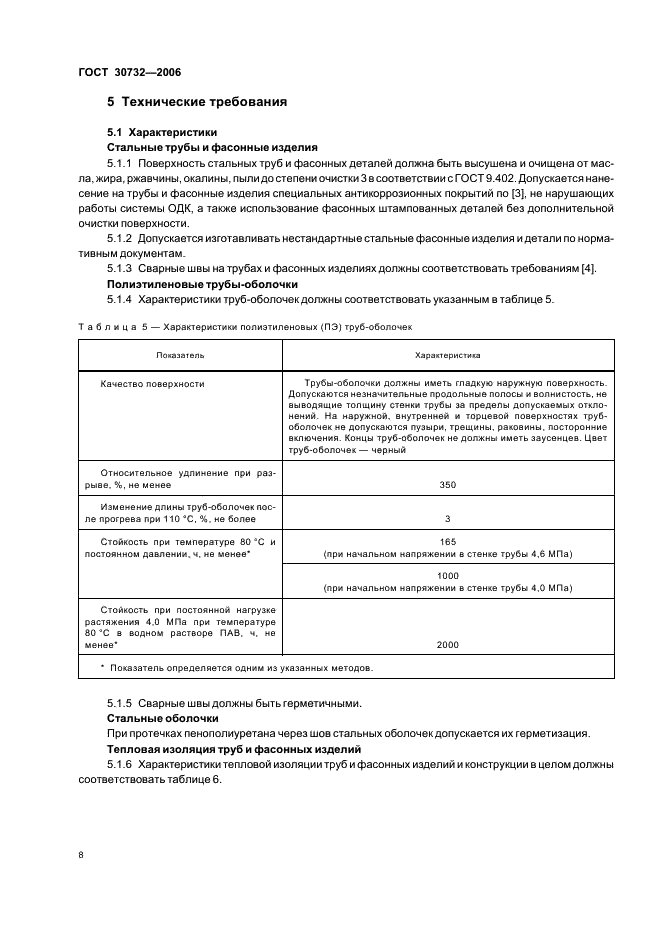 ГОСТ 30732—2006
5 Технические требования
5.1 Характеристики
Стальные трубы и фасонные изделия
5.1.1 Поверхность стальных труб и фасонных деталей должна быть высушена и очищена от мас-
ла, жира, ржавчины, окалины, пыли до степени очистки 3 в соответствии с ГОСТ 9.402. Допускается нане-
сение на трубы и фасонные изделия специальных антикоррозионных покрытий по [3], не нарушающих
работы системы ОДК, а также использование фасонных штампованных деталей без дополнительной
очистки поверхности.
5.1.2 Допускается изготавливать нестандартные стальные фасонные изделия и детали по норма-
тивным документам.
5.1.3 Сварные швы на трубах и фасонных изделиях должны соответствовать требованиям [4].
Полиэтиленовые трубы-оболочки
5.1.4 Характеристики труб-оболочек должны соответствовать указанным в таблице 5.
Таблица 5 — Характеристики полиэтиленовых (ПЭ) труб-оболочек
Показатель
Характеристика
Качество поверхности
Трубы-оболочки должны иметь гладкую наружную поверхность.
Допускаются незначительные продольные полосы и волнистость, не
выводящие толщину стенки трубы за пределы допускаемых откло-
нений. На наружной, внутренней и торцевой поверхностях труб-
оболочек не допускаются пузыри, трещины, раковины, посторонние
включения. Концы труб-оболочек не должны иметь заусенцев. Цвет
труб-оболочек — черный
Относительное удлинение при раз-
рыве, %, не менее
350
Изменение длины труб-оболочек пос-
ле прогрева при 110 °С, %, не более
3
Стойкость при температуре 80 °С и
постоянном давлении, ч, не менее*
165
(при начальном напряжении в стенке трубы 4,6 МПа)
1000
(при начальном напряжении в стенке трубы 4,0 МПа)
Стойкость при постоянной нагрузке
растяжения 4,0 МПа при температуре
80 °С в водном растворе ПАВ, ч, не
менее*
2000
* Показатель определяется одним из указанных методов.
5.1.5 Сварные швы должны быть герметичными.
Стальные оболочки
При протечках пенополиуретана через шов стальных оболочек допускается их герметизация.
Тепловая изоляция труб и фасонных изделий
5.1.6 Характеристики тепловой изоляции труб и фасонных изделий и конструкции в целом должны
соответствовать таблице 6.
8